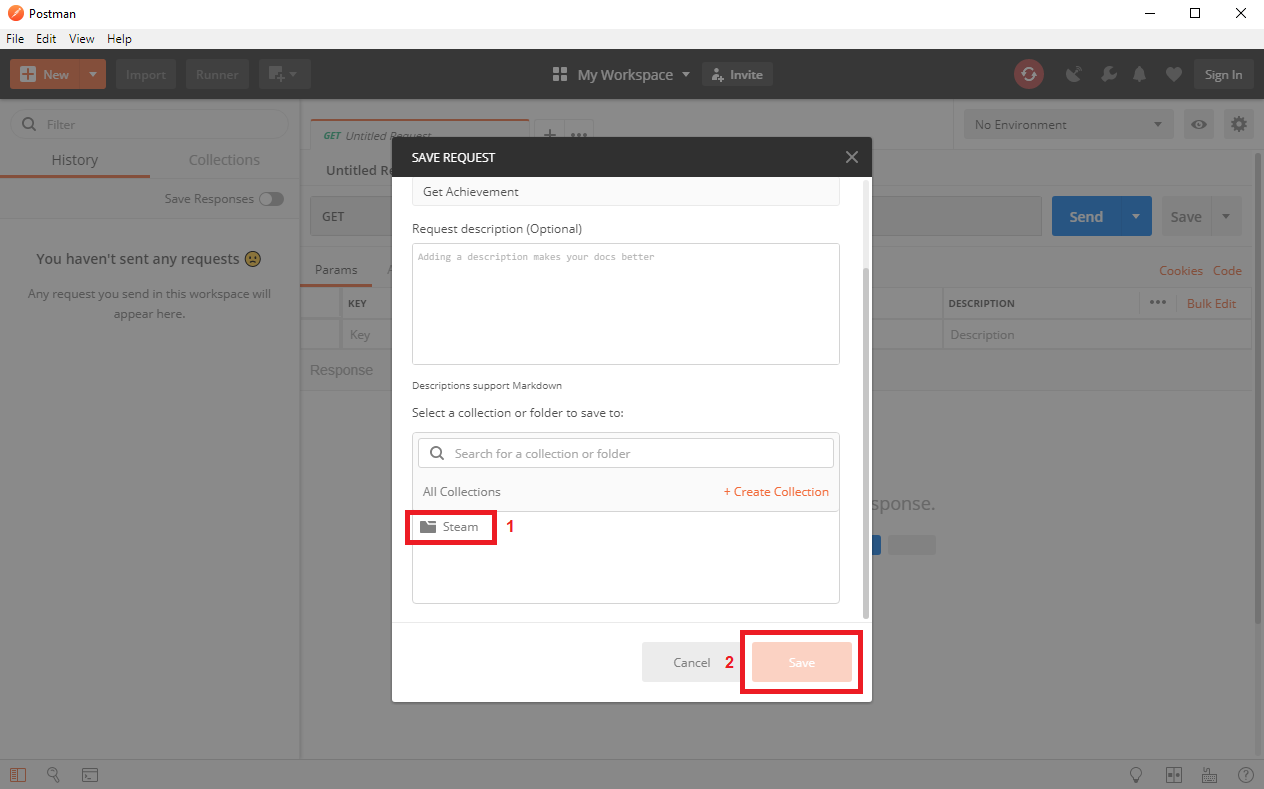 Postman
File Edit View Help
New Import Runner My Workspace Invite Sign In
Filter
GET Untitled Request
No Environment
History Collections
SAVE REQUEST
Untitled Re
Save Responses
Get Achievement
GET
Send Save
Request description (Optional)
Adding a description makes your docs better
You haven't sent any requests
Any request you send in this workspace will
appear here.
Params
Cookies Code
KEY
DESCRIPTION
Bulk Edit
Key
Description
Response
Descriptions support Markdown
Select a collection or folder to save to:
Search for a collection or folder
All Collections + Create Collection
sponse.
Steam 1
Cancel 2 Save